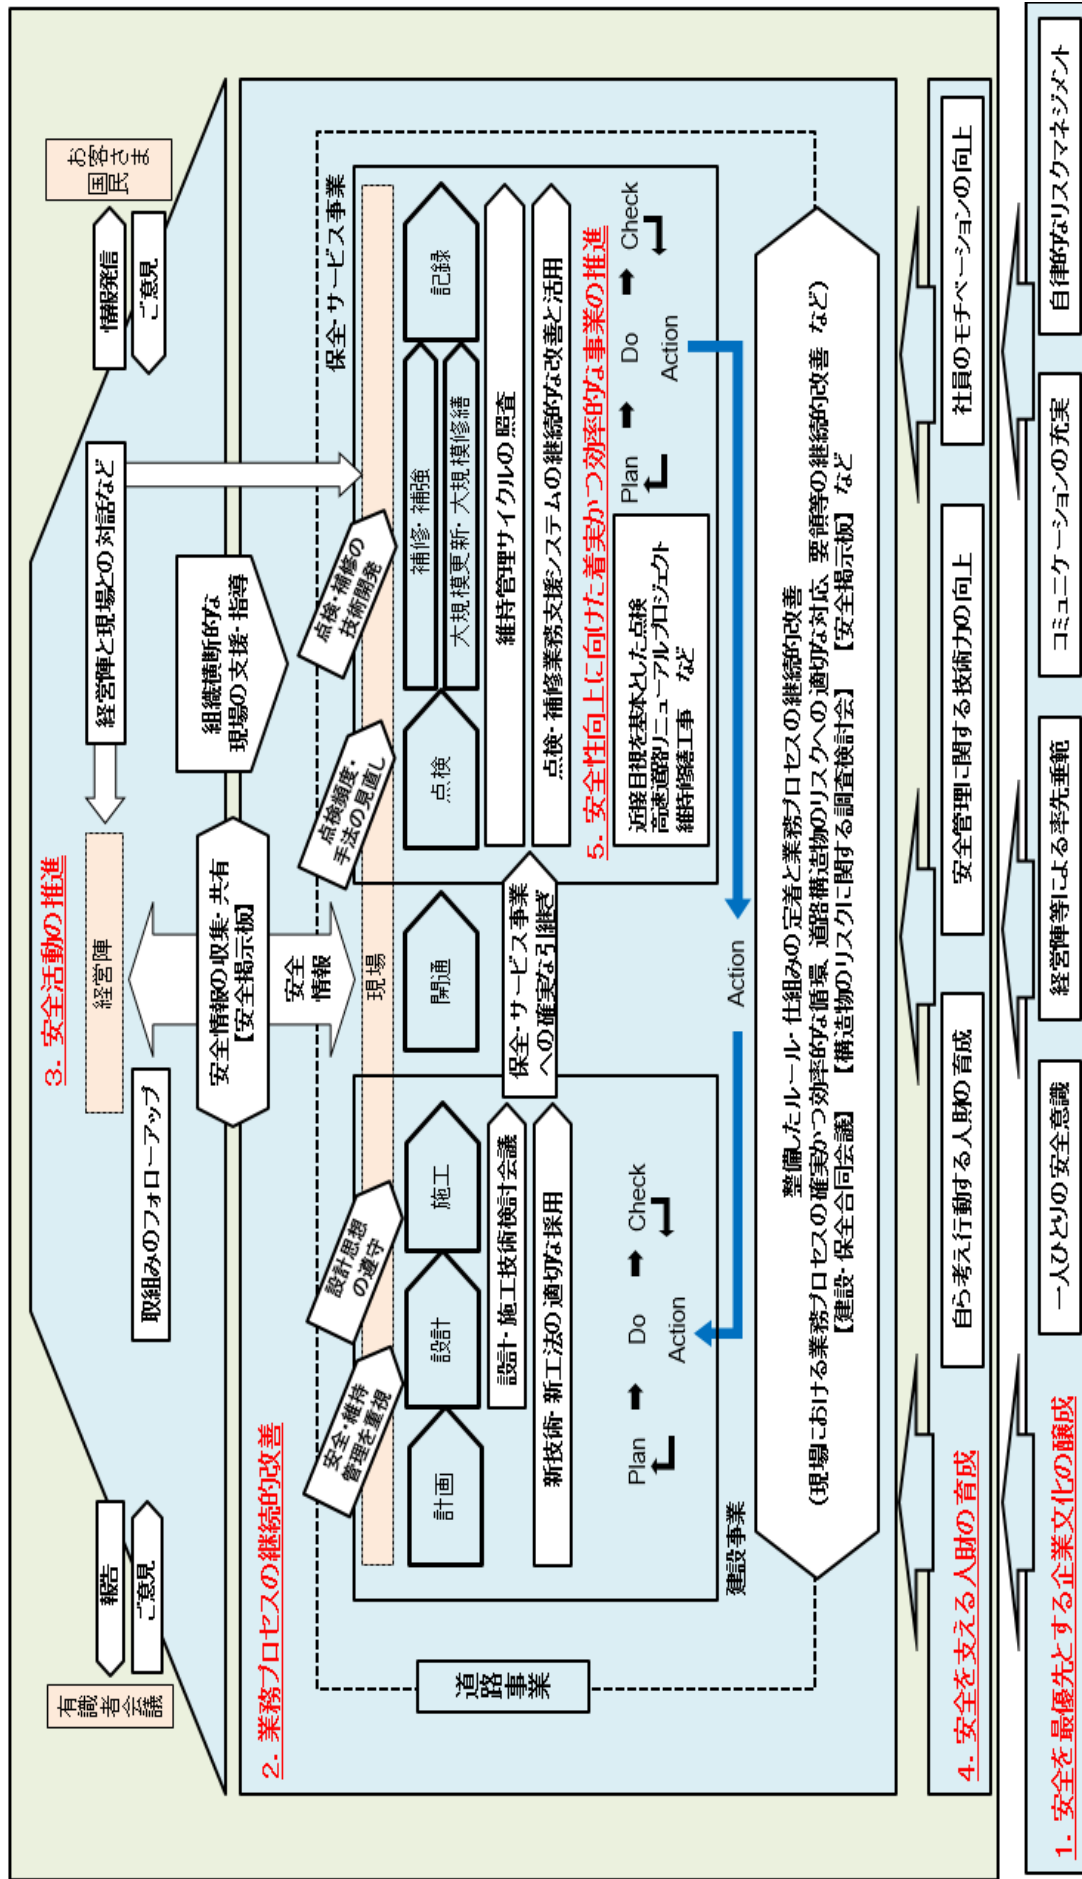 3. 安全活動の推進
有識者会議
報告
ご意見
取組みのフォローアップ
経営陣
経営陣と現場との対話など
情報発信
ご意見
お客さま
国民
安全情報の収集・共有
【安全掲示板】
組織横断的な
現場の支援・指導
2. 業務プロセスの継続的改善
安全
情報
道路
事業
建設事業
保全・サービス事業
安全・維持
管理を重視
設計思想
の遵守
点検頻度・
手法の見直し
点検・補修の
技術開発
現場
計画
設計
施工
開通
点検
補修・補強
大規模更新・大規模修繕
記録
設計・施工技術検討会議
新技術・新工法の適切な採用
保全・サービス事業
への確実な引継ぎ
維持管理サイクルの照査
点検・補修業務支援システムの継続的な改善と活用
5. 安全性向上に向けた着実かつ効率的な事業の推進
近接目視を基本とした点検
高速道路リニューアルプロジェクト
維持修繕工事 など
Plan
Do
Check
Action
Plan
Do
Check
Action
Action
整備したルール・仕組みの定着と業務プロセスの継続的改善
(現場における業務プロセスの確実かつ効率的な循環、道路構造物のリスクへの適切な対応、要領等の継続的改善 など)
【建設・保全合同会議】 【構造物のリスクに関する調査検討会】 【安全掲示板】 など
4. 安全を支える人財の育成
自ら考え行動する人財の育成
安全管理に関する技術力の向上
社員のモチベーションの向上
1. 安全を最優先とする企業文化の醸成
一人ひとりの安全意識
経営陣等による率先垂範
コミュニケーションの充実
自律的なリスクマネジメント